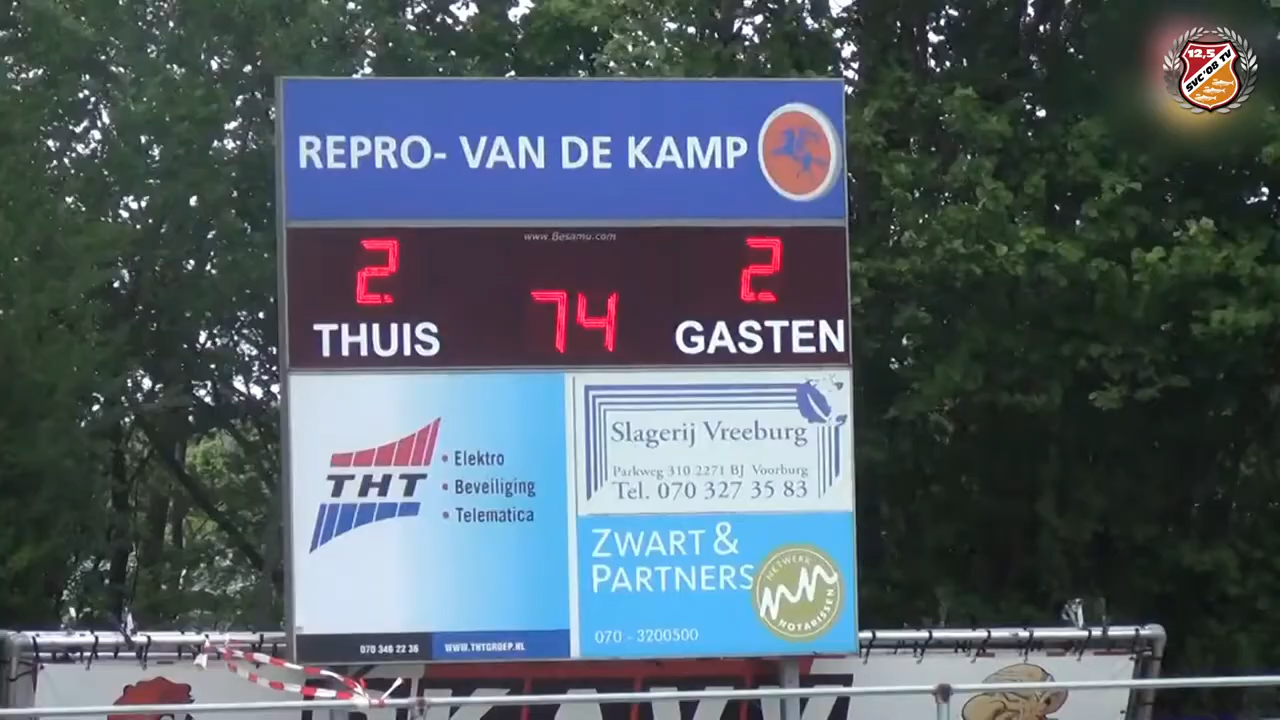 12,5
SVC '08 TV
REPRO- VAN DE KAMP
www.Besamu.com
2 2
74
THUIS GASTEN
THT
• Elektro
• Beveiliging
• Telematica
070 346 22 36 WWW.THTGROEP.NL
Slagerij Vreeburg
Parkweg 310 2271 BJ Voorburg
Tel. 070 327 35 83
ZWART &
PARTNERS
NETWERK
NOTARISSEN
070 - 3200500